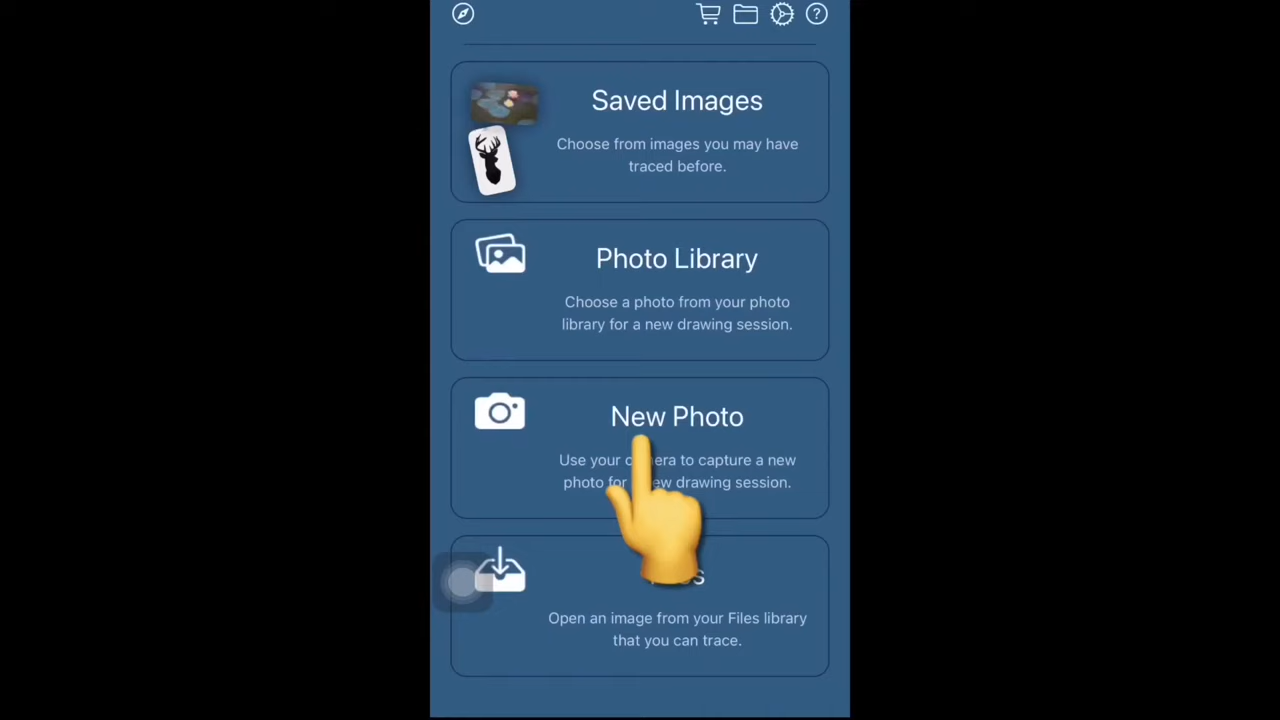 Saved Images
Choose from images you may have
traced before.
Photo Library
Choose a photo from your photo
library for a new drawing session.
New Photo
Use your to capture a new
photo for drawing session.
Open an image from your Files library
that you can trace.